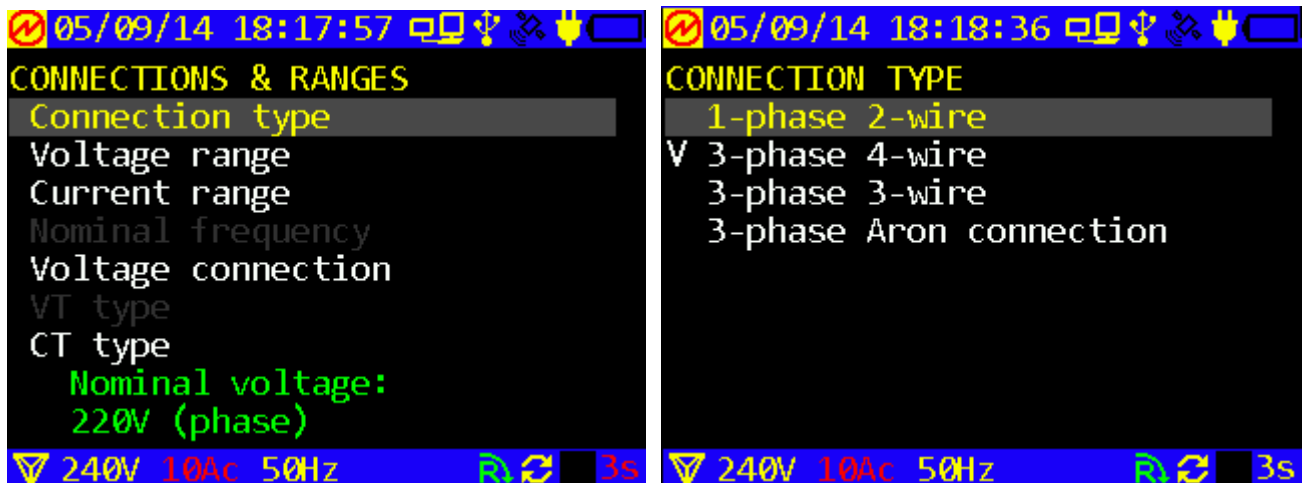 05/09/14 18:17:57
CONNECTIONS & RANGES
Connection type
Voltage range
Current range
Nominal frequency
Voltage connection
VT type
CT type
Nominal voltage:
220V (phase)
240V 10Ac 50Hz R 3s
05/09/14 18:18:36
CONNECTION TYPE
1-phase 2-wire
V 3-phase 4-wire
3-phase 3-wire
3-phase Aron connection
240V 10Ac 50Hz R 3s